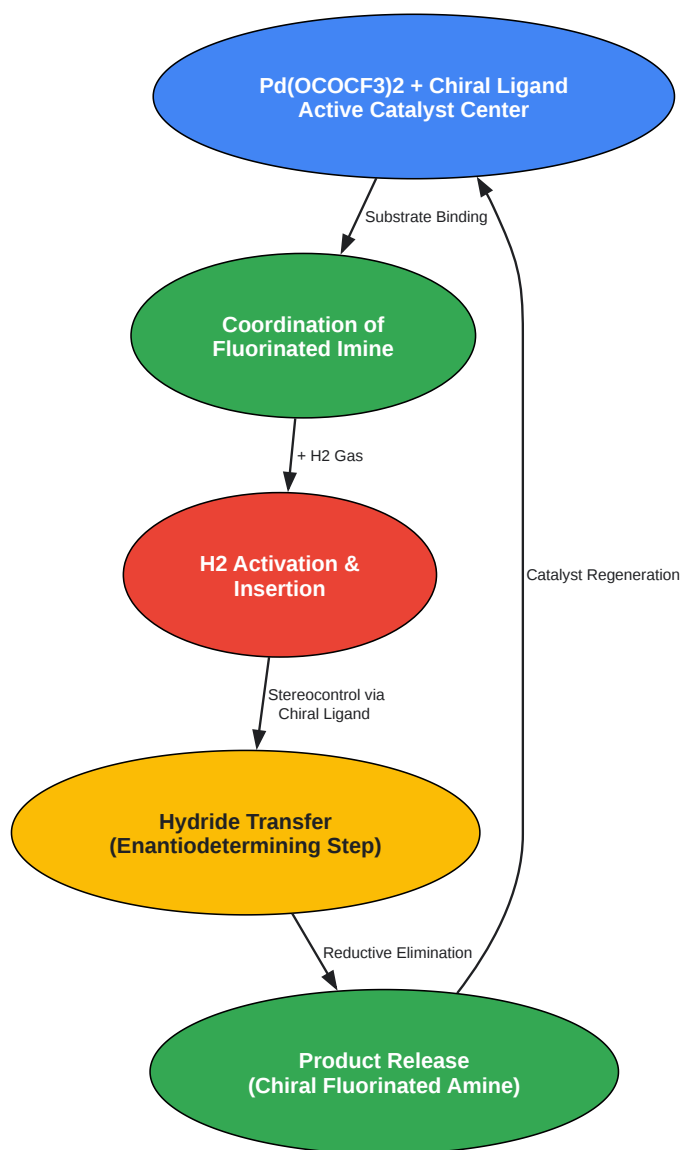 Pd(OCOCF3)2 + Chiral Ligand
Active Catalyst Center
Substrate Binding
Coordination of
Fluorinated Imine
+ H2 Gas
H2 Activation &
Insertion
Catalyst Regeneration
Stereocontrol via
Chiral Ligand
Hydride Transfer
(Enantiodetermining Step)
Reductive Elimination
Product Release
(Chiral Fluorinated Amine)